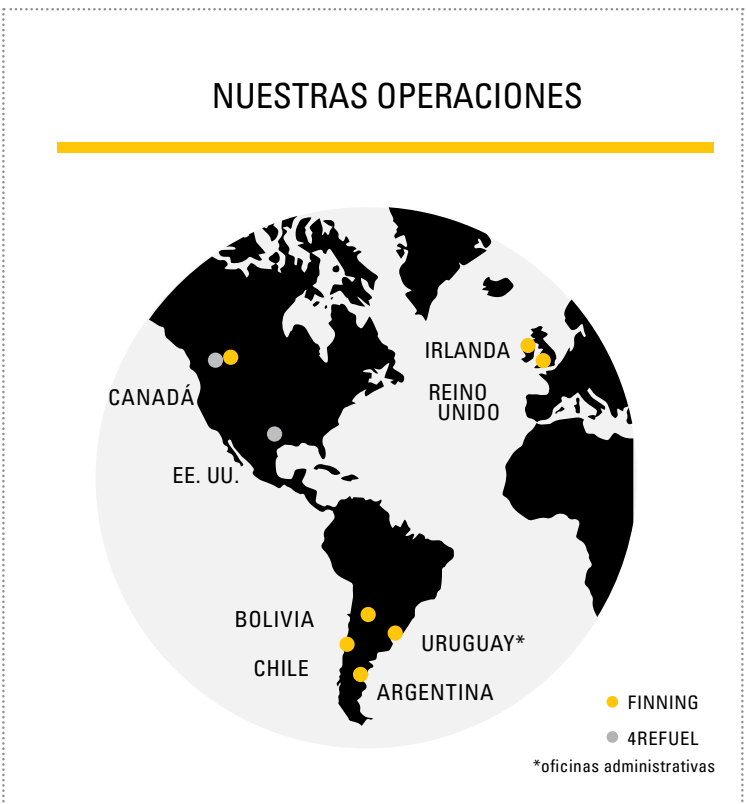 NUESTRAS OPERACIONES
IRLANDA
CANADÁ
REINO
UNIDO
EE. UU.
BOLIVIA
URUGUAY*
CHILE
ARGENTINA
FINNING
4REFUEL
*oficinas administrativas